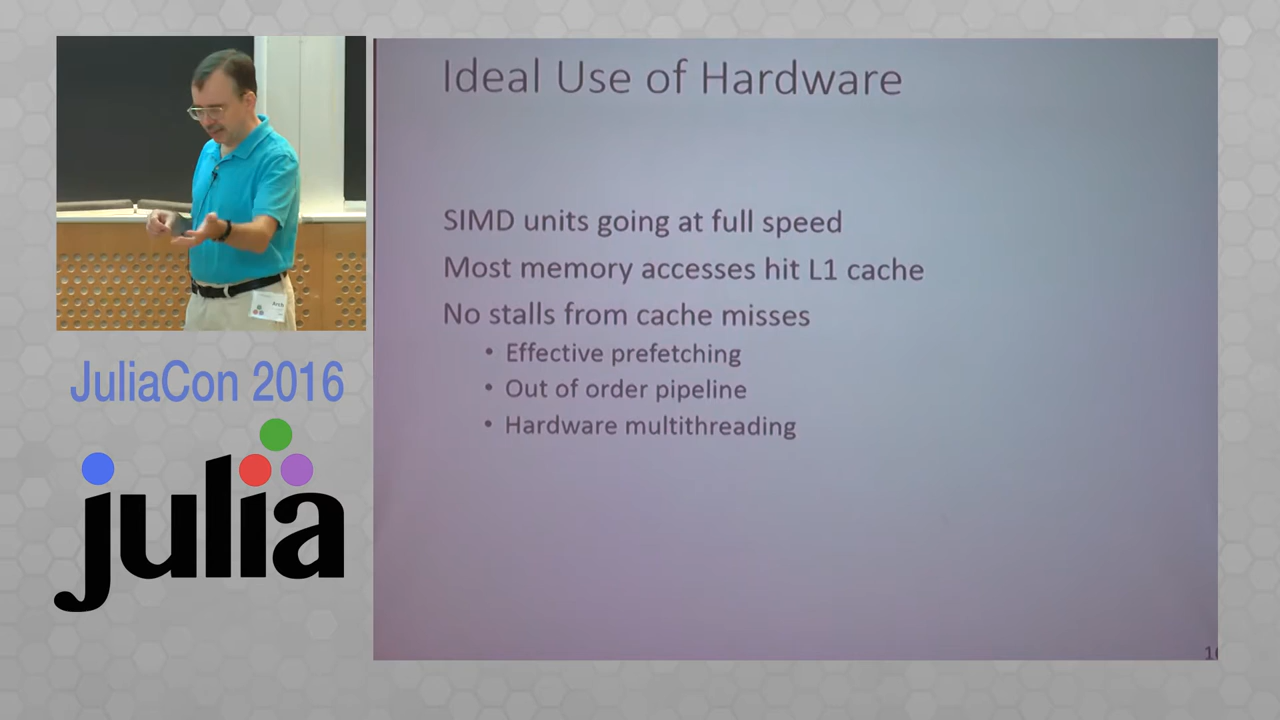 Ideal Use of Hardware
SIMD units going at full speed
Most memory accesses hit L1 cache
No stalls from cache misses
• Effective prefetching
• Out of order pipeline
• Hardware multithreading
JuliaCon 2016
julia
Arch